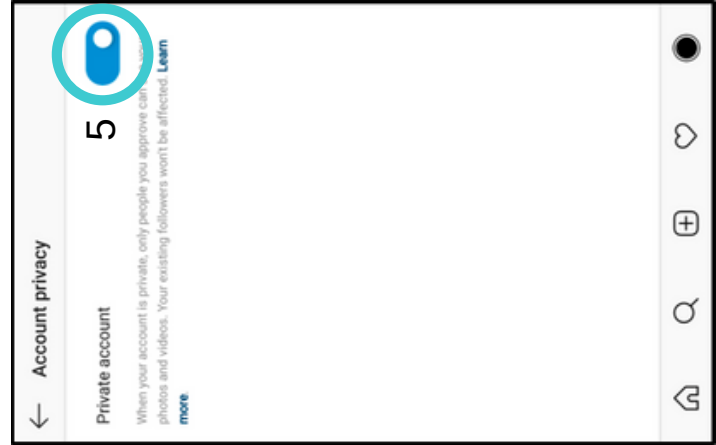 Account privacy
Private account
5
When your account is private, only people you approve can
photos and videos. Your existing followers won't be affected. Learn
more.